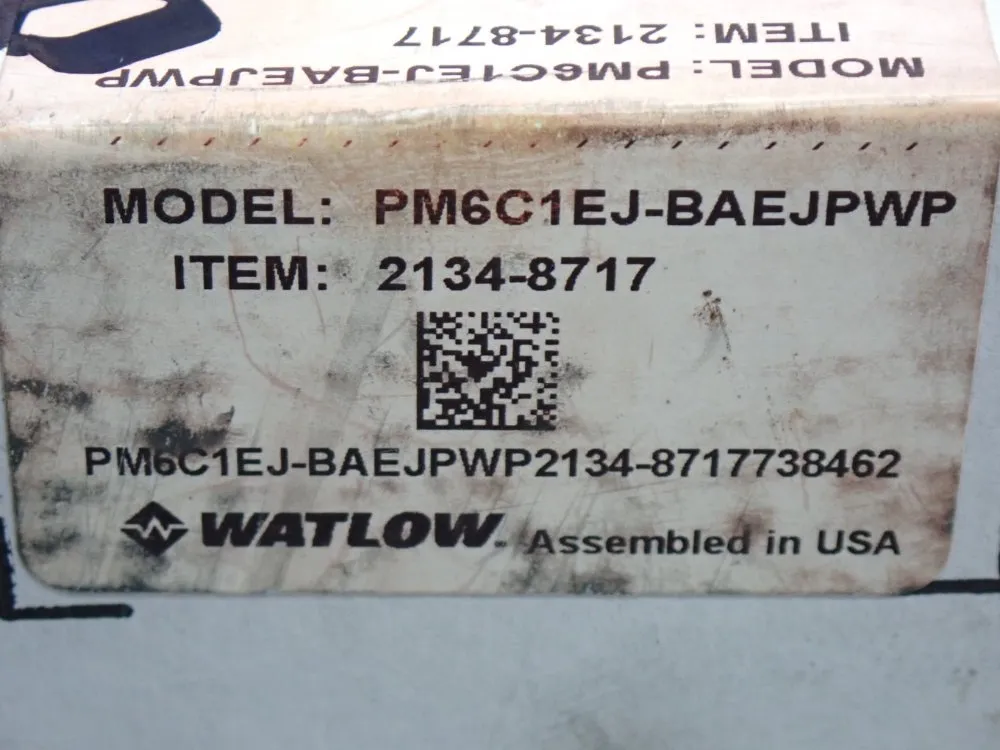 ITEM: 2134-8717
MODEL: PM6C1EJ-BAEJPWP
MODEL: PM6C1EJ-BAEJPWP
ITEM: 2134-8717
PM6C1EJ-BAEJPWP2134-8717738462
WATLOW. Assembled in USA